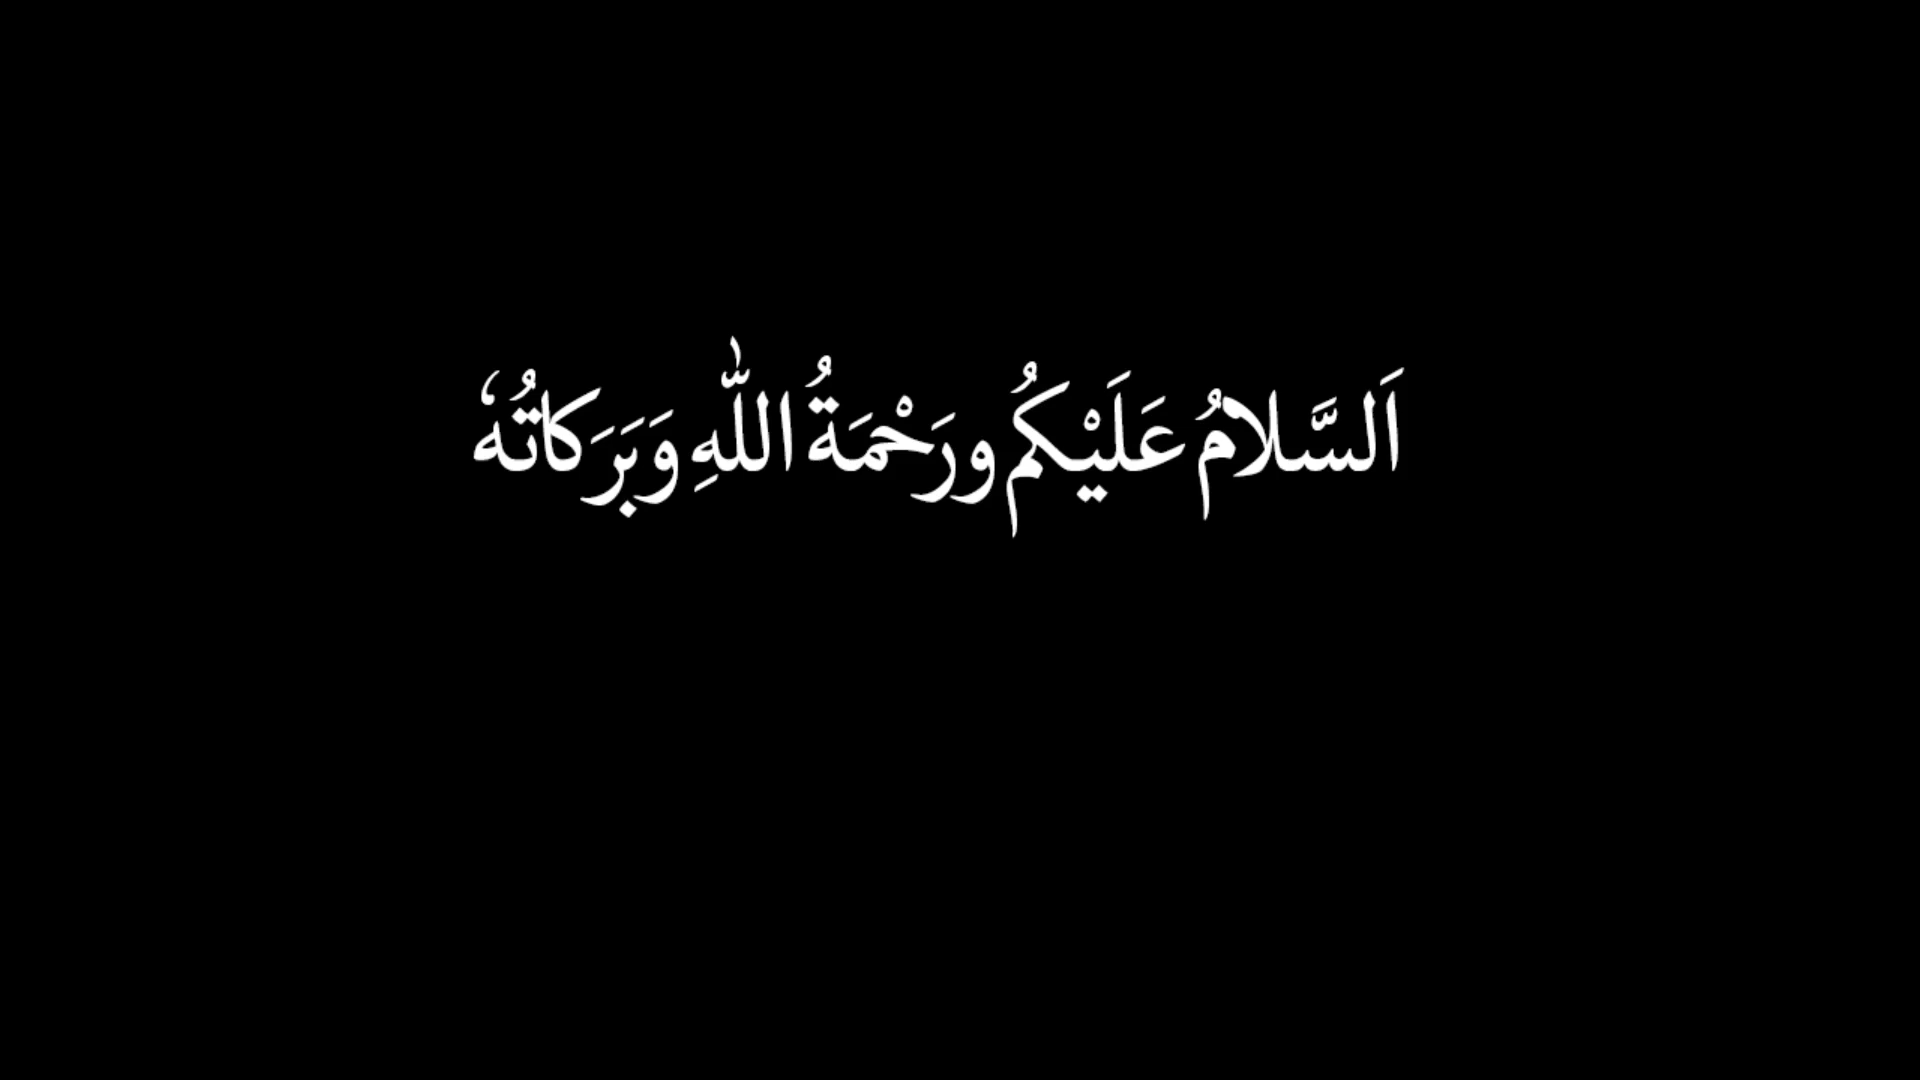 اَلسَّلامُ عَلَيْكُمُ ورَحْمَةُ اللّٰهِ وَبَرَكاتُهٗ